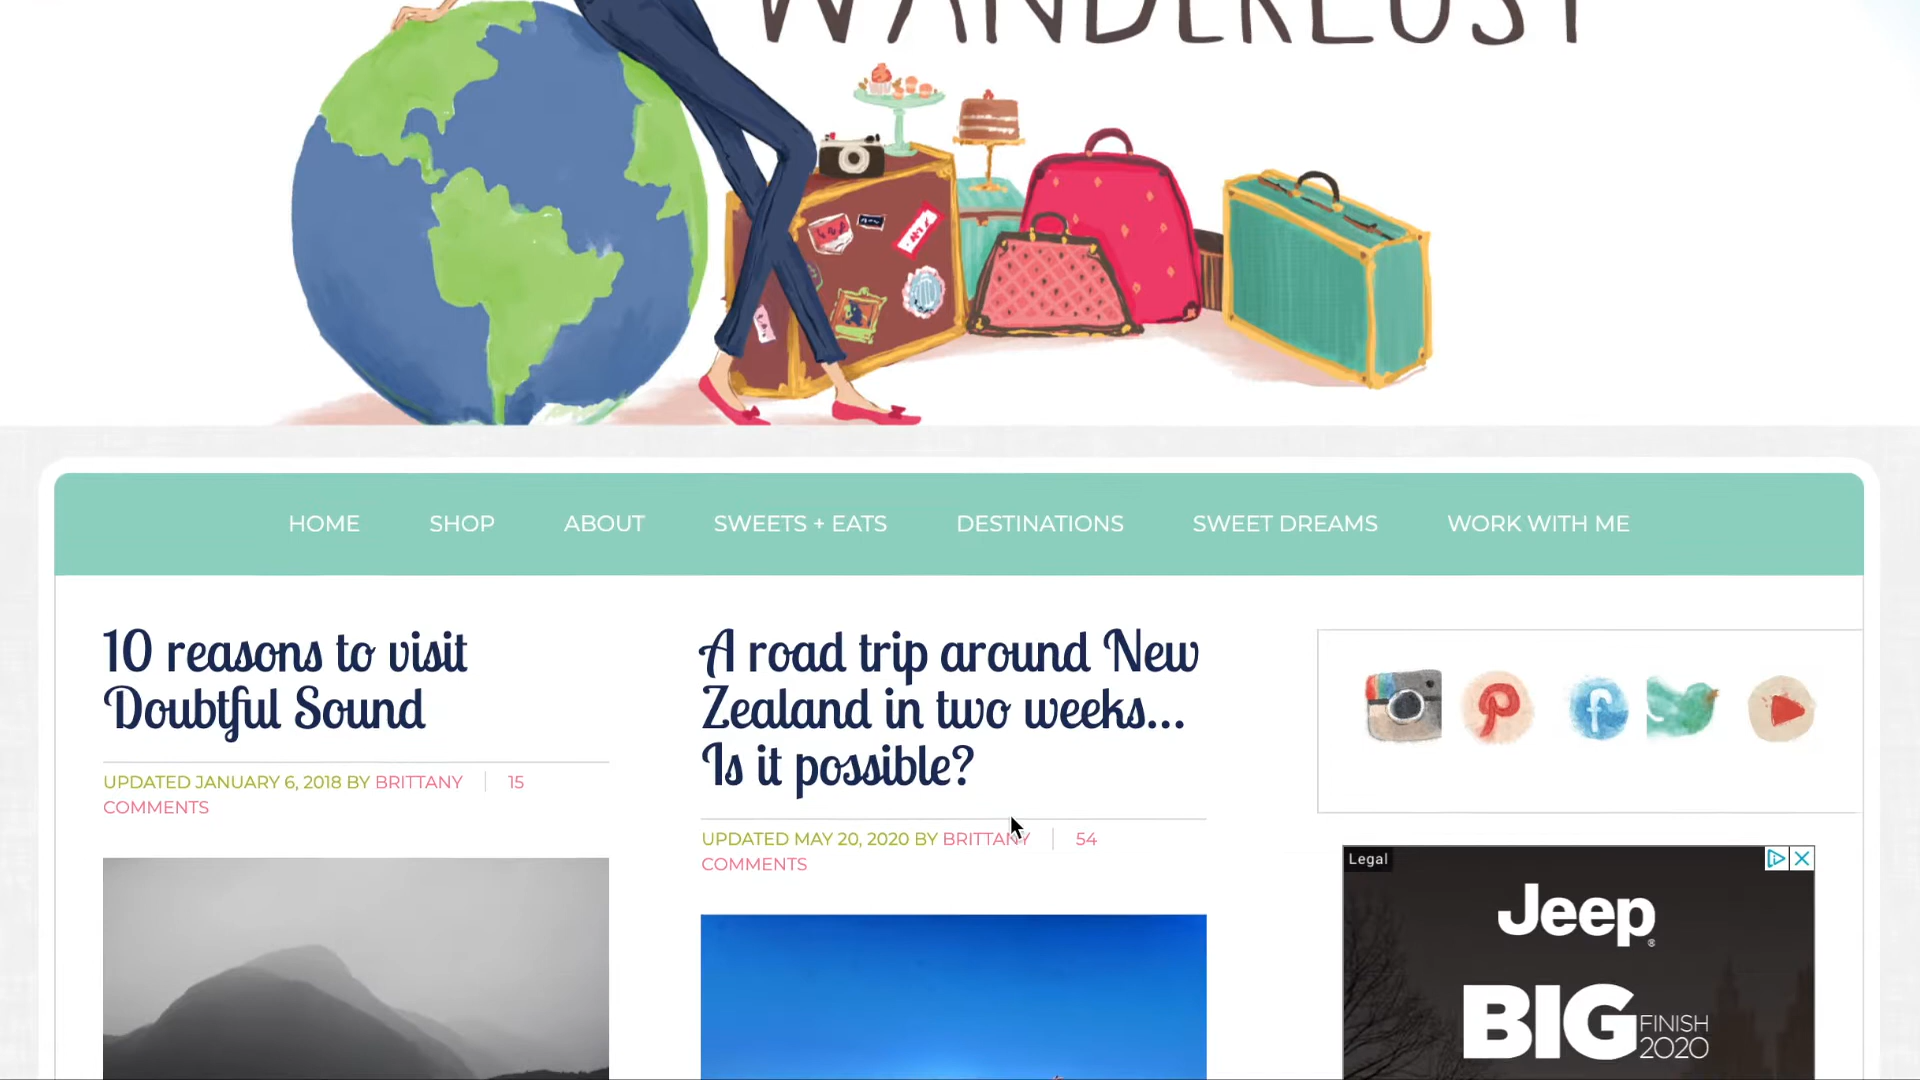 WANDERLUST
HOME
SHOP
ABOUT
SWEETS + EATS
DESTINATIONS
SWEET DREAMS
WORK WITH ME
10 reasons to visit
Doubtful Sound
UPDATED JANUARY 6, 2018 BY BRITTANY 15
COMMENTS
A road trip around New
Zealand in two weeks...
Is it possible?
UPDATED MAY 20, 2020 BY BRITTANY 54
COMMENTS
Legal
Jeep
BIG FINISH
2020